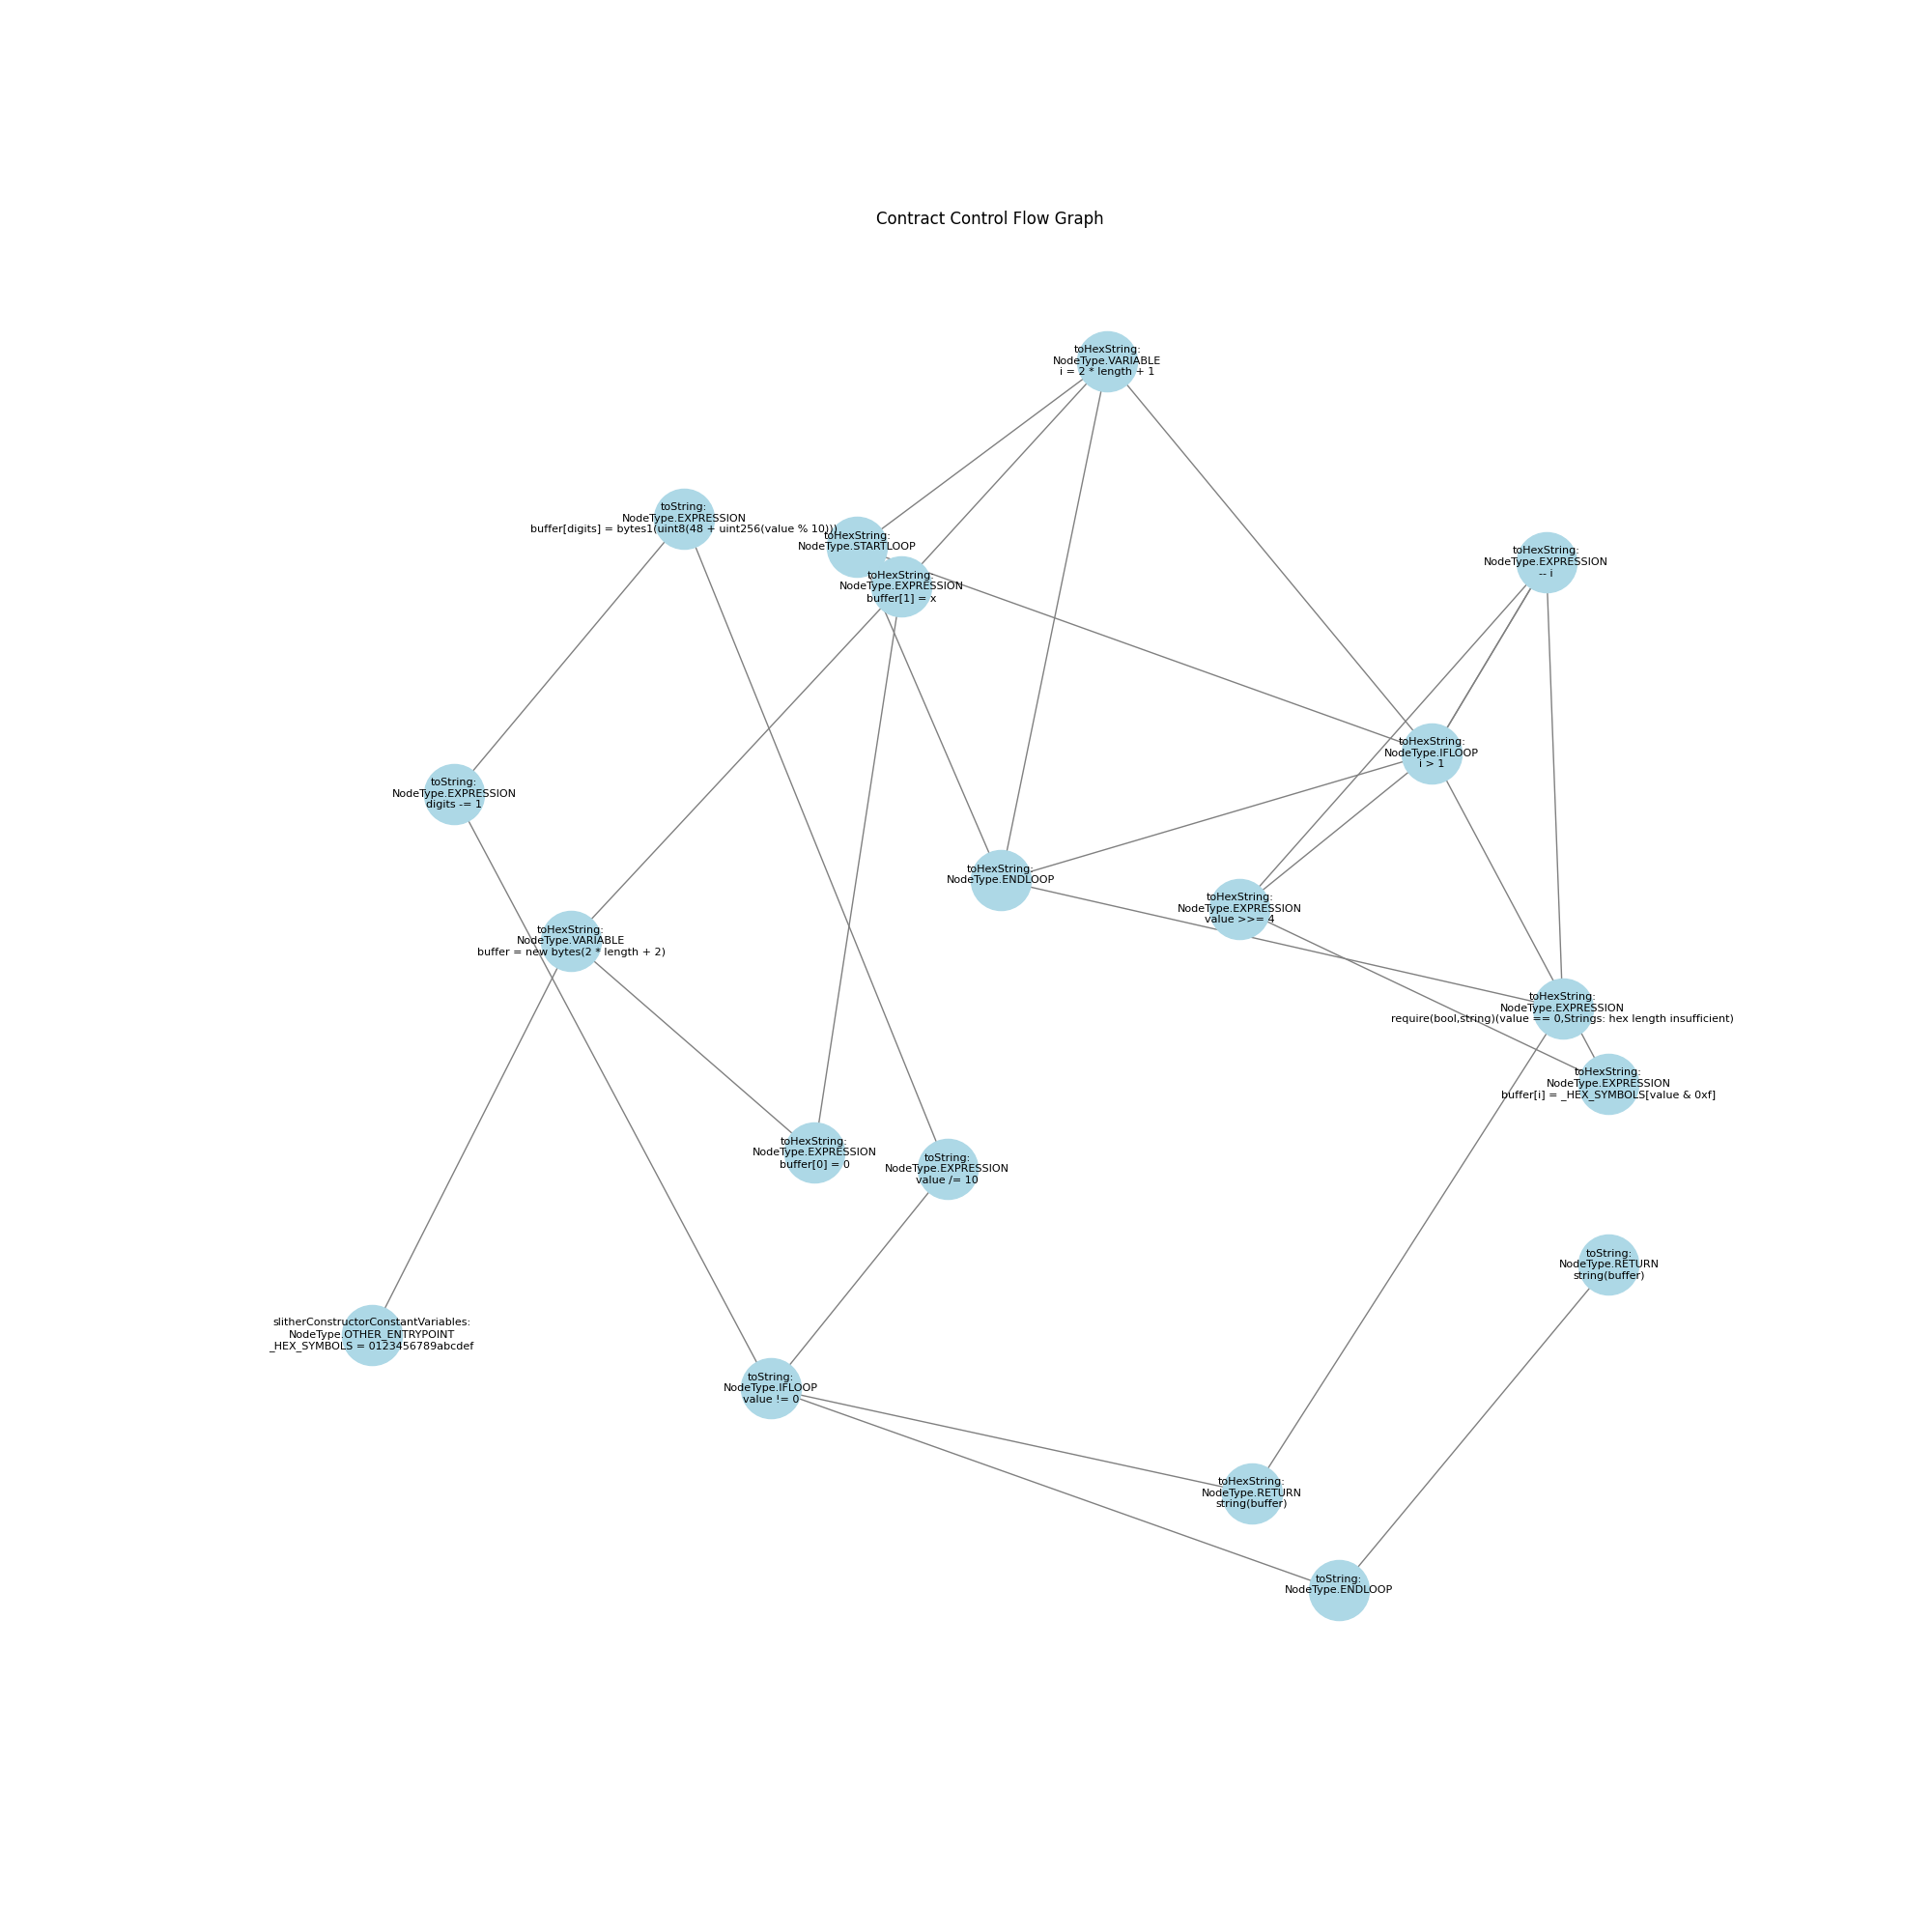 Contract Control Flow Graph
toHexString:
NodeType.VARIABLE
i = 2 * length + 1
toString:
NodeType.EXPRESSION
buffer[digits] = bytes1(uint8(48 + uint256(value % 10)))
toHexString:
NodeType.STARTLOOP
toHexString:
NodeType.EXPRESSION
buffer[1] = x
toHexString:
NodeType.EXPRESSION
-- i
toHexString:
NodeType.IFLOOP
i > 1
toString:
NodeType.EXPRESSION
digits -= 1
toHexString:
NodeType.ENDLOOP
toHexString:
NodeType.EXPRESSION
value >>= 4
toHexString:
NodeType.VARIABLE
buffer = new bytes(2 * length + 2)
toHexString:
NodeType.EXPRESSION
require(bool,string)(value == 0,Strings: hex length insufficient)
toHexString:
NodeType.EXPRESSION
buffer[i] = _HEX_SYMBOLS[value & 0xf]
toHexString:
NodeType.EXPRESSION
buffer[0] = 0
toString:
NodeType.EXPRESSION
value /= 10
toString:
NodeType.RETURN
string(buffer)
slitherConstructorConstantVariables:
NodeType.OTHER_ENTRYPOINT
_HEX_SYMBOLS = 0123456789abcdef
toString:
NodeType.IFLOOP
value != 0
toHexString:
NodeType.RETURN
string(buffer)
toString:
NodeType.ENDLOOP